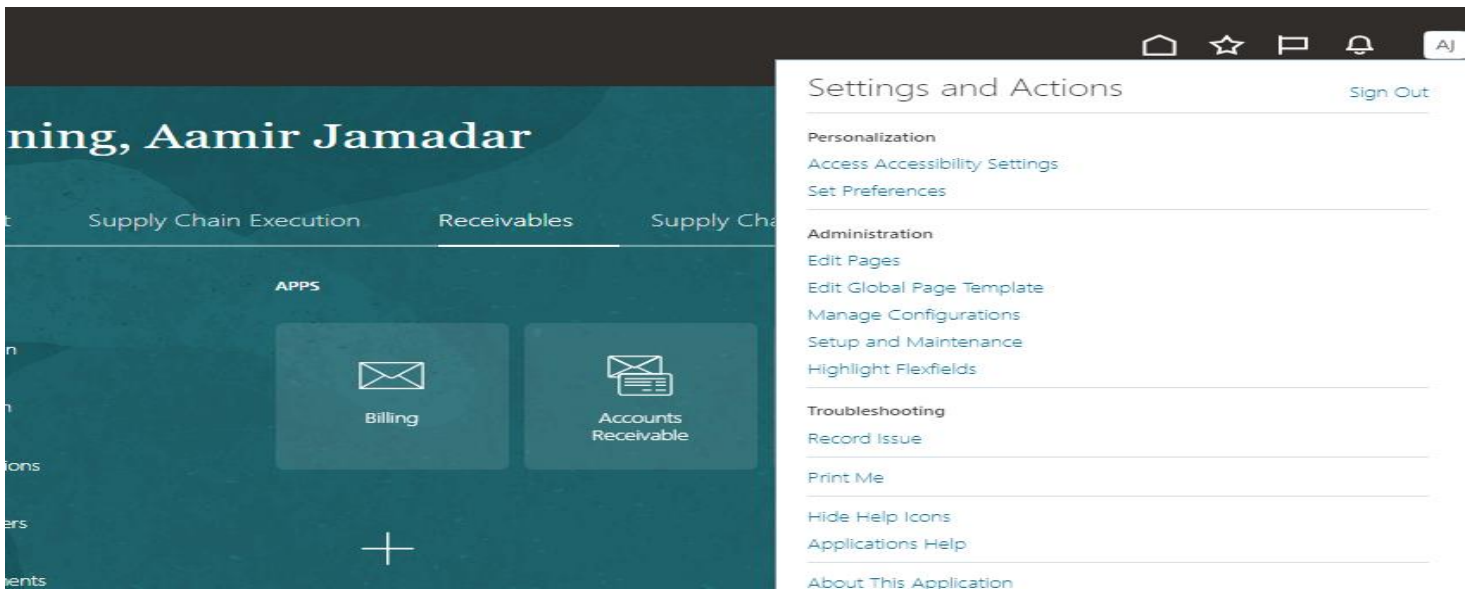 AJ
Settings and Actions
Sign Out
ning, Aamir Jamadar
Personalization
Access Accessibility Settings
Set Preferences
Supply Chain Execution
Receivables
Supply Cha
Administration
Edit Pages
Edit Global Page Template
Manage Configurations
Setup and Maintenance
Highlight Flexfields
APPS
n
Billing
Accounts
Receivable
ions
ers
ments
Troubleshooting
Record Issue
Print Me
Hide Help Icons
Applications Help
About This Application